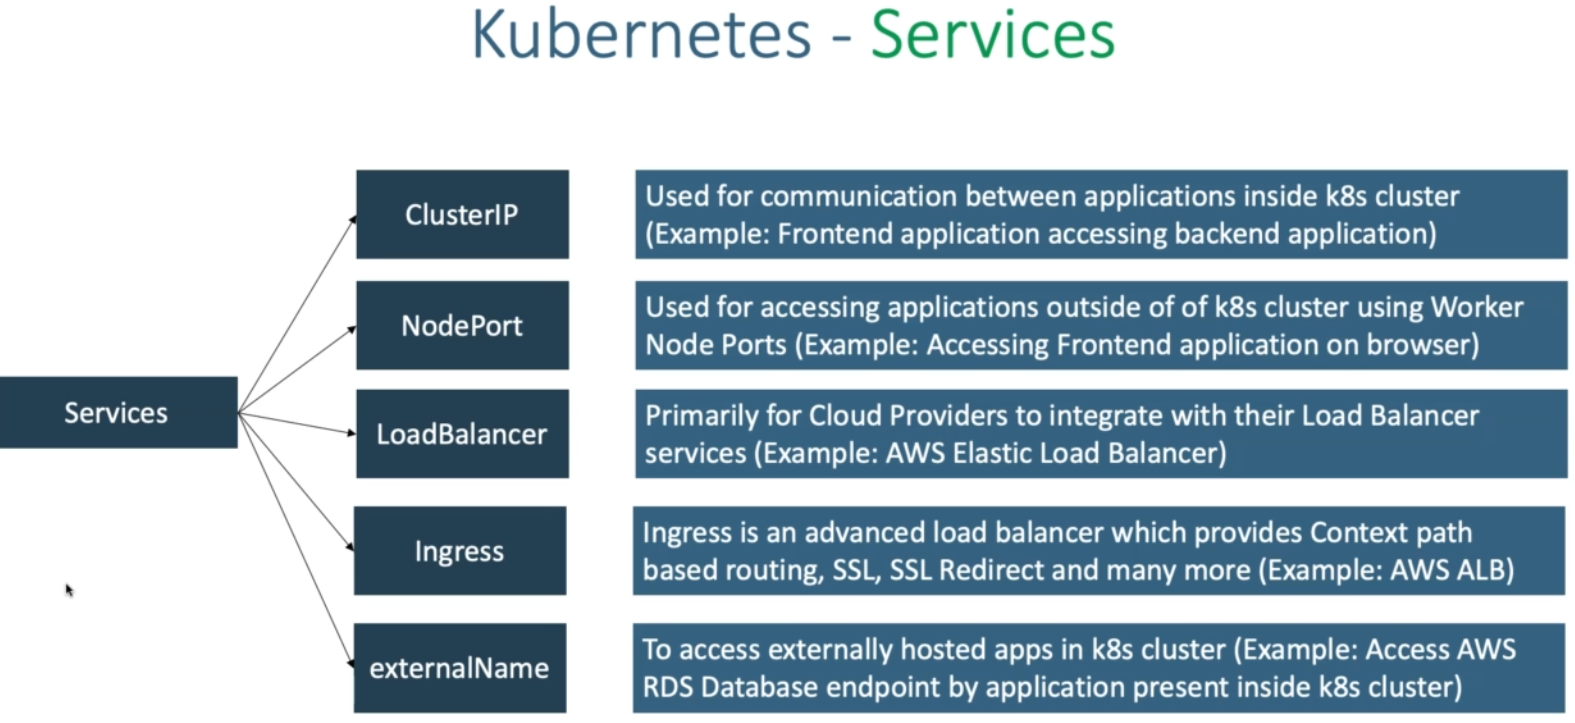 Kubernetes - Services
Services
ClusterIP
Used for communication between applications inside k8s cluster
(Example: Frontend application accessing backend application)
NodePort
Used for accessing applications outside of of k8s cluster using Worker
Node Ports (Example: Accessing Frontend application on browser)
LoadBalancer
Primarily for Cloud Providers to integrate with their Load Balancer
services (Example: AWS Elastic Load Balancer)
Ingress
Ingress is an advanced load balancer which provides Context path
based routing, SSL, SSL Redirect and many more (Example: AWS ALB)
externalName
To access externally hosted apps in k8s cluster (Example: Access AWS
RDS Database endpoint by application present inside k8s cluster)